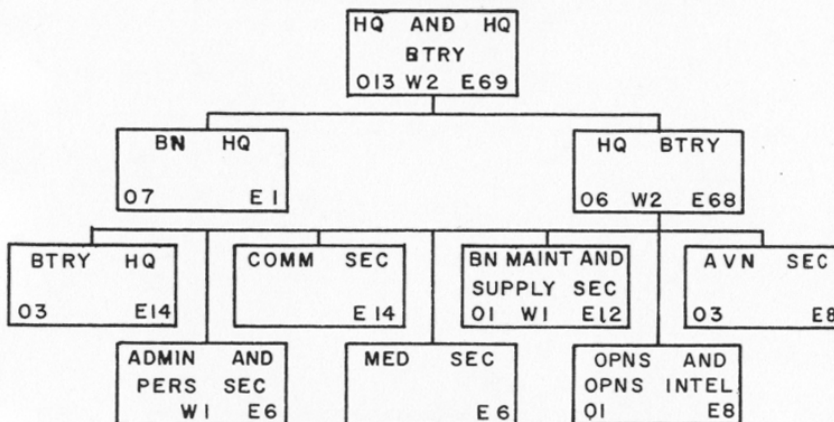 HQ AND HQ
BTRY
O13 W2 E69
BN HQ
O7 E1
HQ BTRY
O6 W2 E68
BTRY HQ
O3 E14
COMM SEC
E14
BN MAINT AND
SUPPLY SEC
O1 W1 E12
AVN SEC
O3 E8
ADMIN AND
PERS SEC
W1 E6
MED SEC
E6
OPNS AND
OPNS INTEL
O1 E8